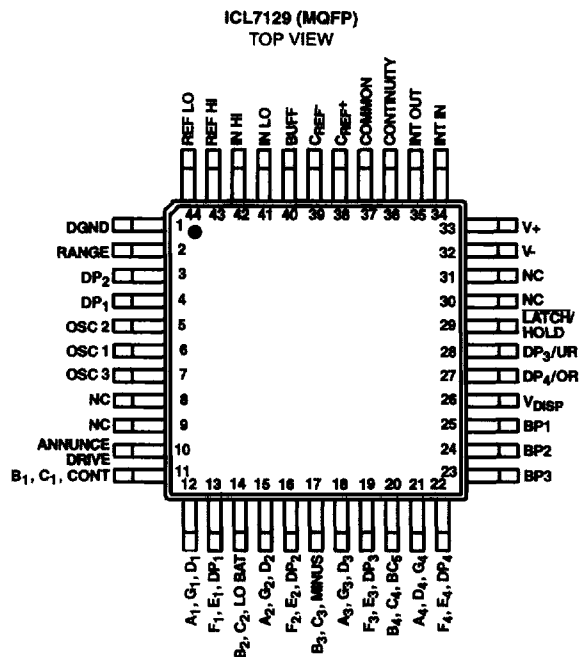 ICL7129 (MQFP)
TOP VIEW
REF LO
REF HI
IN HI
IN LO
BUFF
CREF-
CREF+
COMMON
CONTINUITY
INT OUT
INT IN
44 43 42 41 40 39 38 37 36 35 34
DGND 1
RANGE 2
DP2 3
DP1 4
OSC 2 5
OSC 1 6
OSC 3 7
NC 8
NC 9
ANNUNCE
DRIVE 10
B1, C1, CONT 11
33 V+
32 V-
31 NC
30 NC
29 LATCH/
HOLD
28 DP3/UR
27 DP4/OR
26 VDISP
25 BP1
24 BP2
23 BP3
12 13 14 15 16 17 18 19 20 21 22
A1, G1, D1
F1, E1, DP1
B2, C2, LO BAT
A2, G2, D2
F2, E2, DP2
B3, C3, MINUS
A3, G3, D3
F3, E3, DP3
B4, C4, BC5
A4, D4, G4
F4, E4, DP4